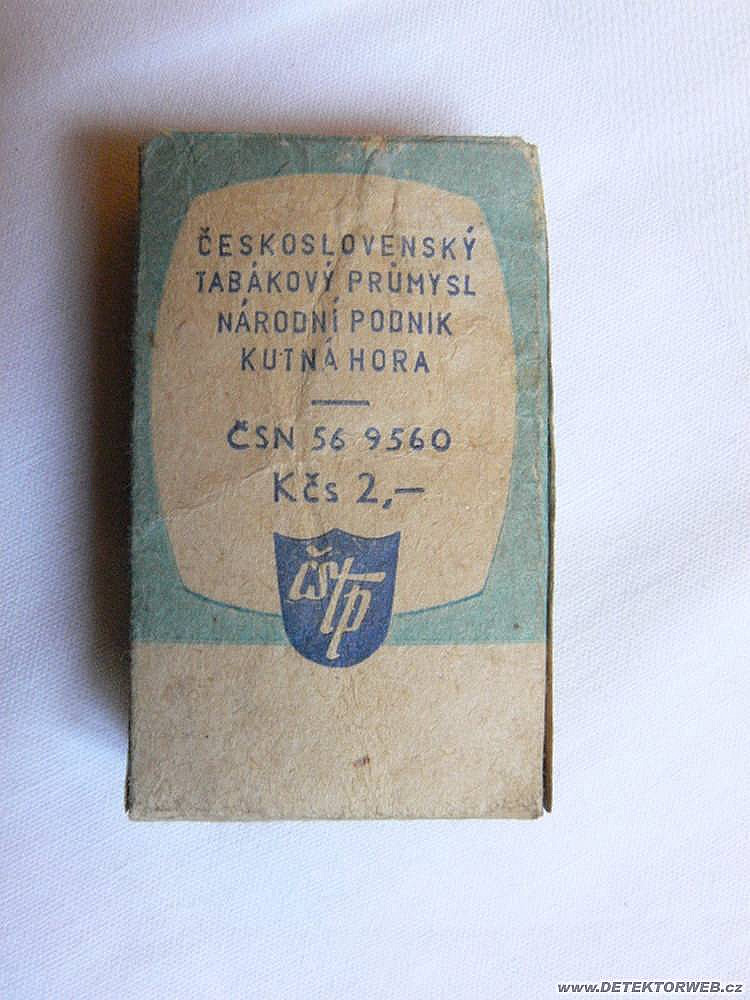 ČESKOSLOVENSKÝ
TABÁKOVÝ PRŮMYSL
NÁRODNÍ PODNIK
KUTNÁ HORA
ČSN 56 9560
Kčs 2,—
čstp
www.DETEKTORWEB.cz